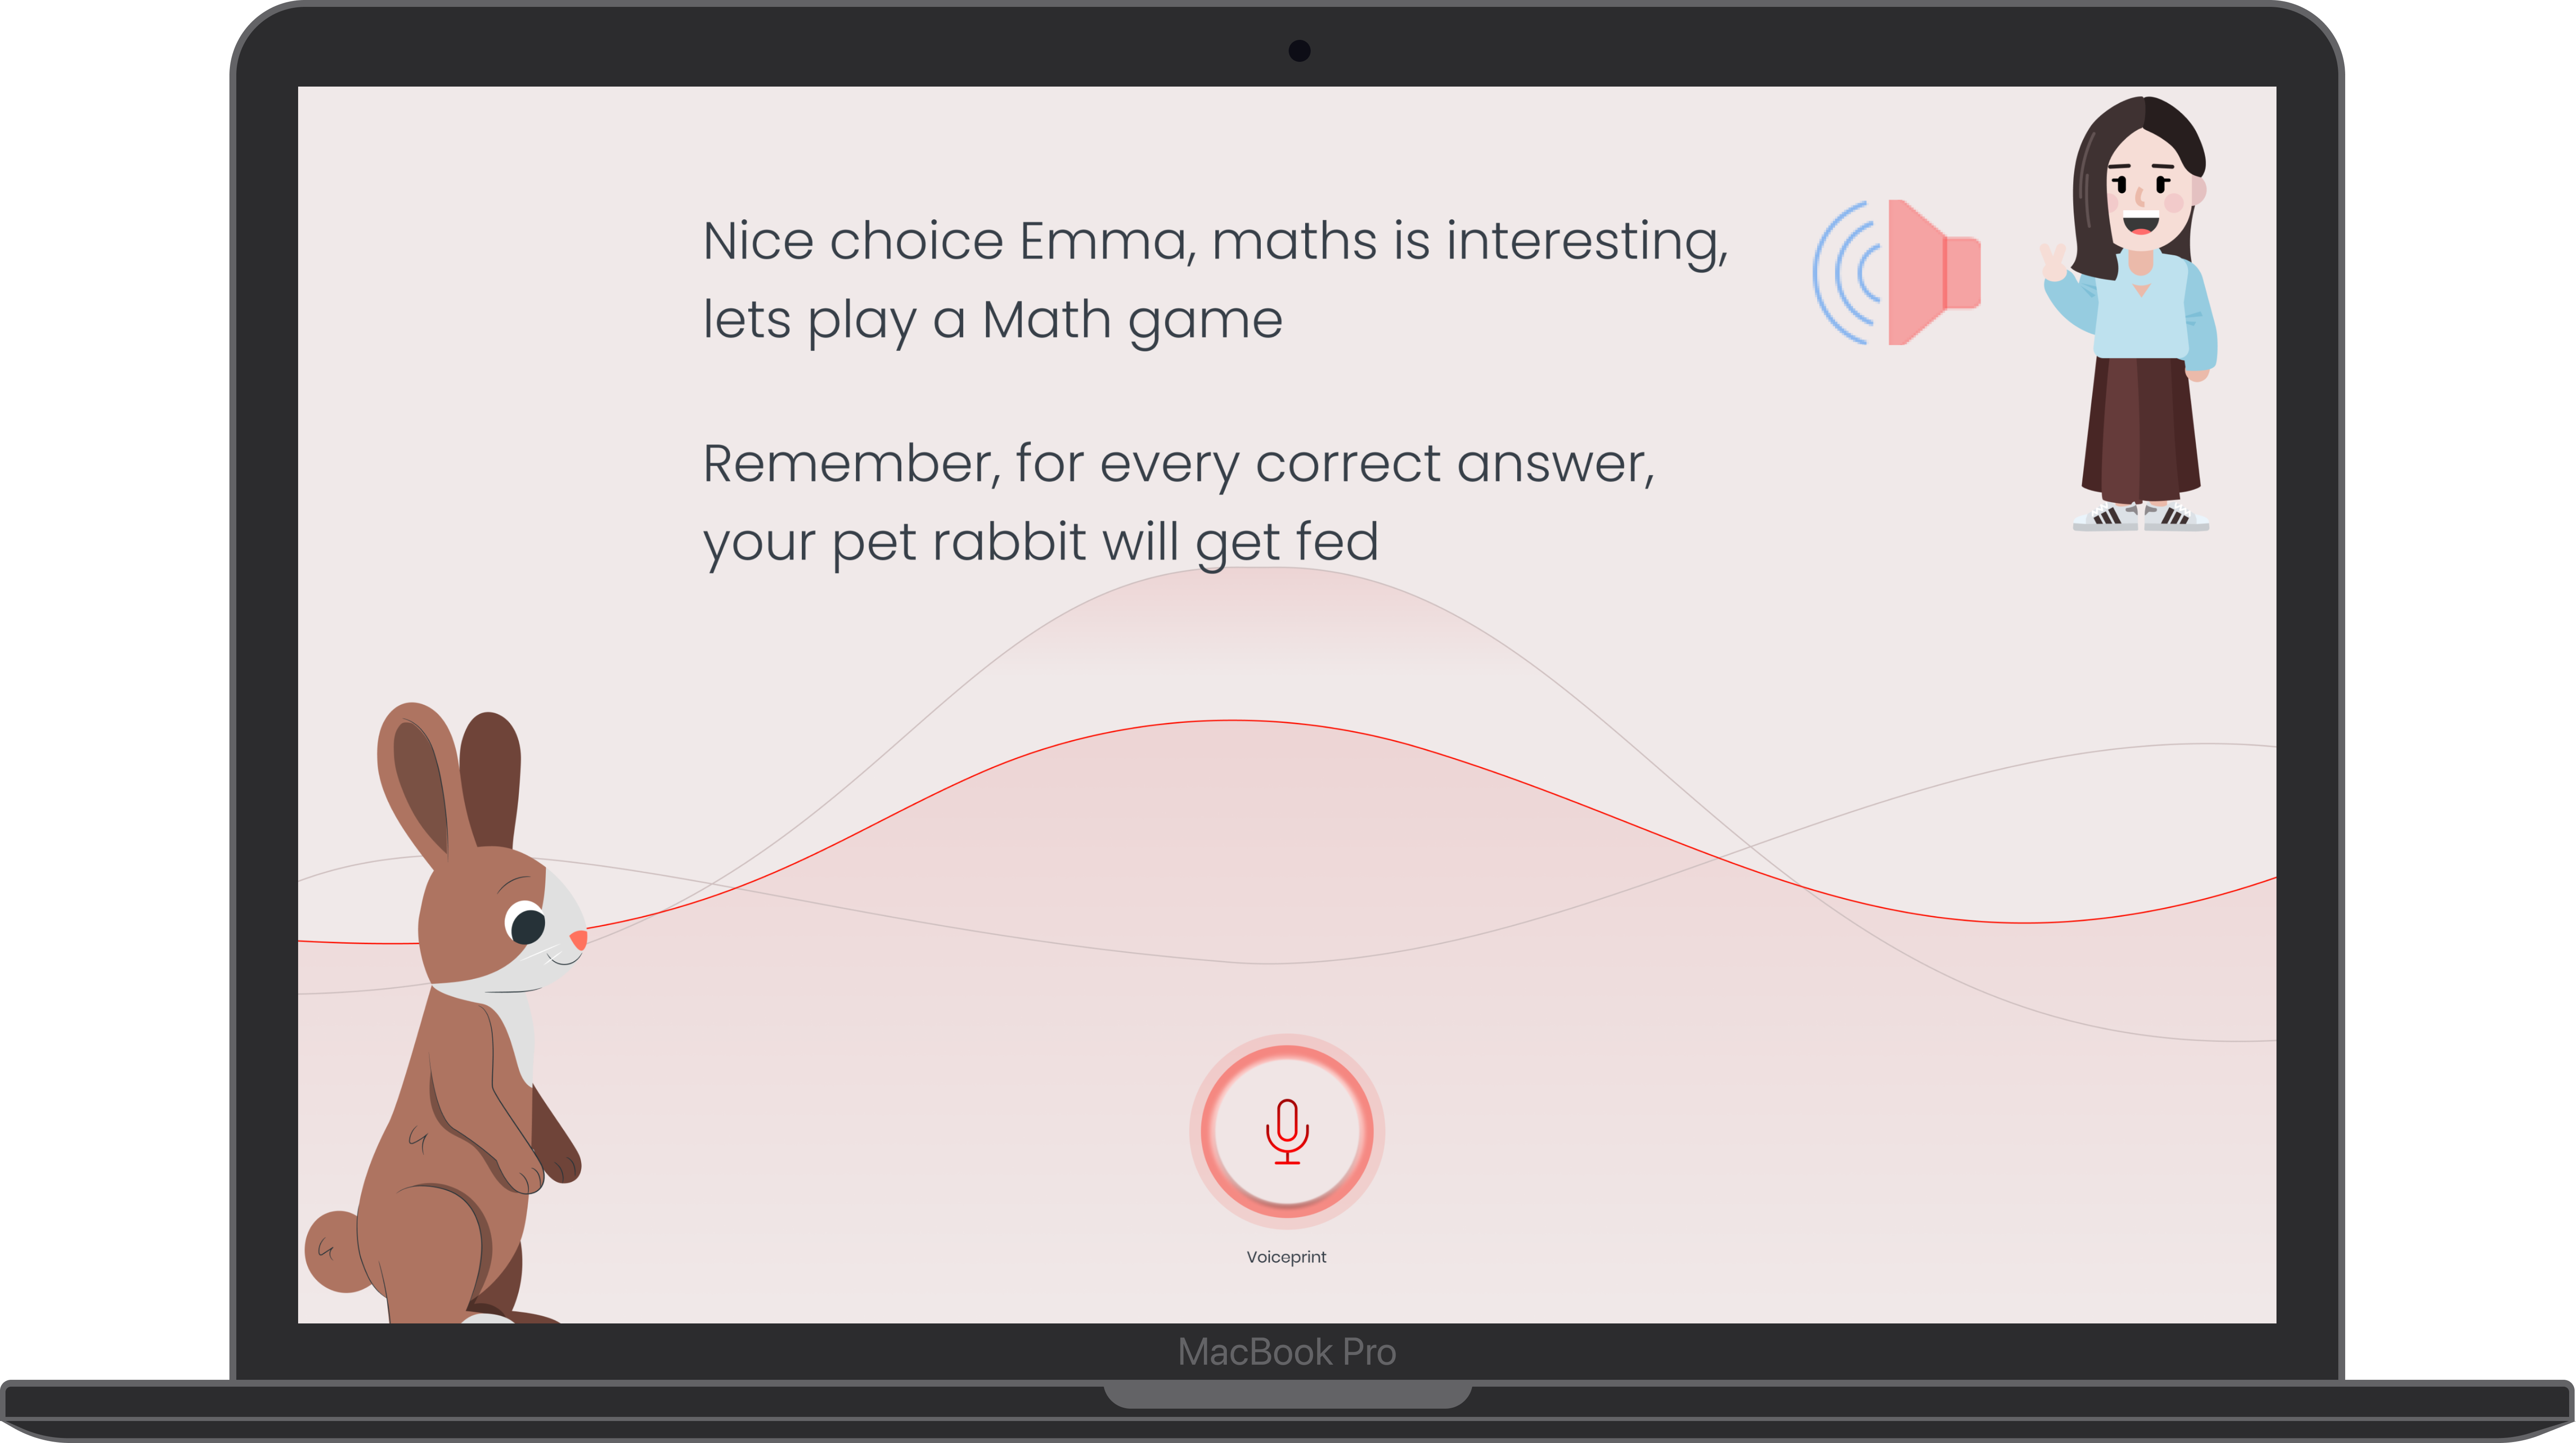 Nice choice Emma, maths is interesting,
lets play a Math game
Remember, for every correct answer,
your pet rabbit will get fed
Voiceprint
MacBook Pro